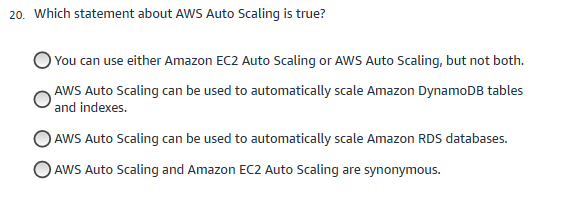 20. Which statement about AWS Auto Scaling is true?
You can use either Amazon EC2 Auto Scaling or AWS Auto Scaling, but not both.
AWS Auto Scaling can be used to automatically scale Amazon DynamoDB tables
and indexes.
AWS Auto Scaling can be used to automatically scale Amazon RDS databases.
AWS Auto Scaling and Amazon EC2 Auto Scaling are synonymous.